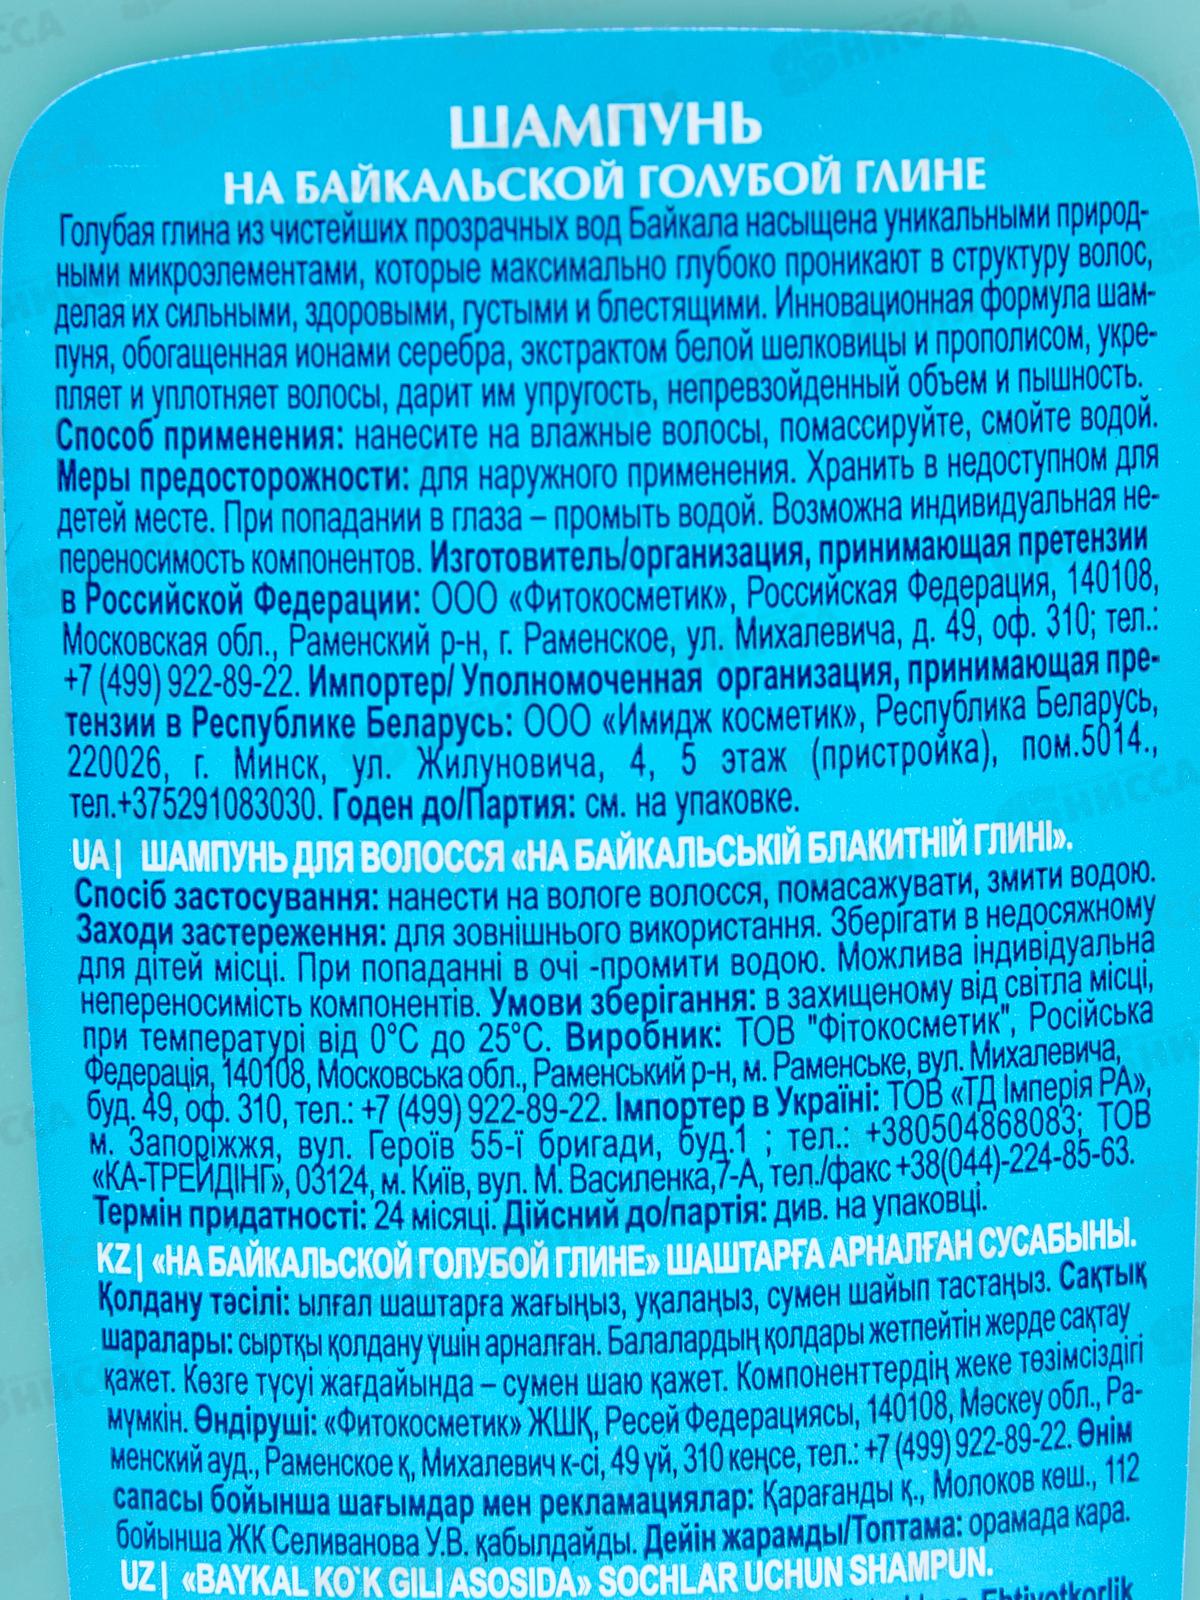 ШАМПУНЬ
НА БАЙКАЛЬСКОЙ ГОЛУБОЙ ГЛИНЕ
Голубая глина из чистейших прозрачных вод Байкала насыщена уникальными природ-
ными микроэлементами, которые максимально глубоко проникают в структуру волос,
делая их сильными, здоровыми, густыми и блестящими. Инновационная формула шам-
пуня, обогащенная ионами серебра, экстрактом белой шелковицы и прополисом, укре-
пляет и уплотняет волосы, дарит им упругость, непревзойденный объем и пышность.
Способ применения: нанесите на влажные волосы, помассируйте, смойте водой.
Меры предосторожности: для наружного применения. Хранить в недоступном для
детей месте. При попадании в глаза – промыть водой. Возможна индивидуальная не-
переносимость компонентов. Изготовитель/организация, принимающая претензии
в Российской Федерации: ООО «Фитокосметик», Российская Федерация, 140108,
Московская обл., Раменский р-н, г. Раменское, ул. Михалевича, д. 49, оф. 310; тел.:
+7 (499) 922-89-22. Импортер/ Уполномоченная организация, принимающая пре-
тензии в Республике Беларусь: ООО «Имидж косметик», Республика Беларусь,
220026, г. Минск, ул. Жилуновича, 4, 5 этаж (пристройка), пом.5014.,
тел.+375291083030. Годен до/Партия: см. на упаковке.
UA| ШАМПУНЬ ДЛЯ ВОЛОССЯ «НА БАЙКАЛЬСЬКІЙ БЛАКИТНІЙ ГЛИНІ».
Спосіб застосування: нанести на вологе волосся, помасажувати, змити водою.
Заходи застереження: для зовнішнього використання. Зберігати в недосяжному
для дітей місці. При попаданні в очі -промити водою. Можлива індивідуальна
непереносимість компонентів. Умови зберігання: в захищеному від світла місці,
при температурі від 0°С до 25°С. Виробник: ТОВ "Фітокосметик", Російська
Федерація, 140108, Московська обл., Раменський р-н, м. Раменське, вул. Михалевича,
буд. 49, оф. 310, тел.: +7 (499) 922-89-22. Імпортер в Україні: ТОВ «ТД Імперія РА»,
м. Запоріжжя, вул. Героїв 55-ї бригади, буд.1 ; тел.: +380504868083; ТОВ
«КА-ТРЕЙДІНГ», 03124, м. Київ, вул. М. Василенка,7-А, тел./факс +38(044)-224-85-63.
Термін придатності: 24 місяці. Дійсний до/партія: див. на упаковці.
KZ| «НА БАЙКАЛЬСКОЙ ГОЛУБОЙ ГЛИНЕ» ШАШТАРҒА АРНАЛҒАН СУСАБЫНЫ.
Қолдану тәсілі: ылғал шаштарға жағыңыз, уқалаңыз, сумен шайып тастаңыз. Сақтық
шаралары: сыртқы қолдану үшін арналған. Балалардың қолдары жетпейтін жерде сақтау
қажет. Көзге түсуі жағдайында – сумен шаю қажет. Компоненттердің жеке төзімсіздігі
мүмкін. Өндіруші: «Фитокосметик» ЖШҚ, Ресей Федерациясы, 140108, Мәскеу обл., Ра-
менский ауд., Раменское қ, Михалевич к-сі, 49 үй, 310 кеңсе, тел.: +7 (499) 922-89-22. Өнім
сапасы бойынша шағымдар мен рекламациялар: Қарағанды қ., Молоков көш., 112
бойынша ЖК Селиванова У.В. қабылдайды. Дейін жарамды/Топтама: орамада кара.
UZ| «BAYKAL KO`K GILI ASOSIDA» SOCHLAR UCHUN SHAMPUN.
Ehtiyotkorlik